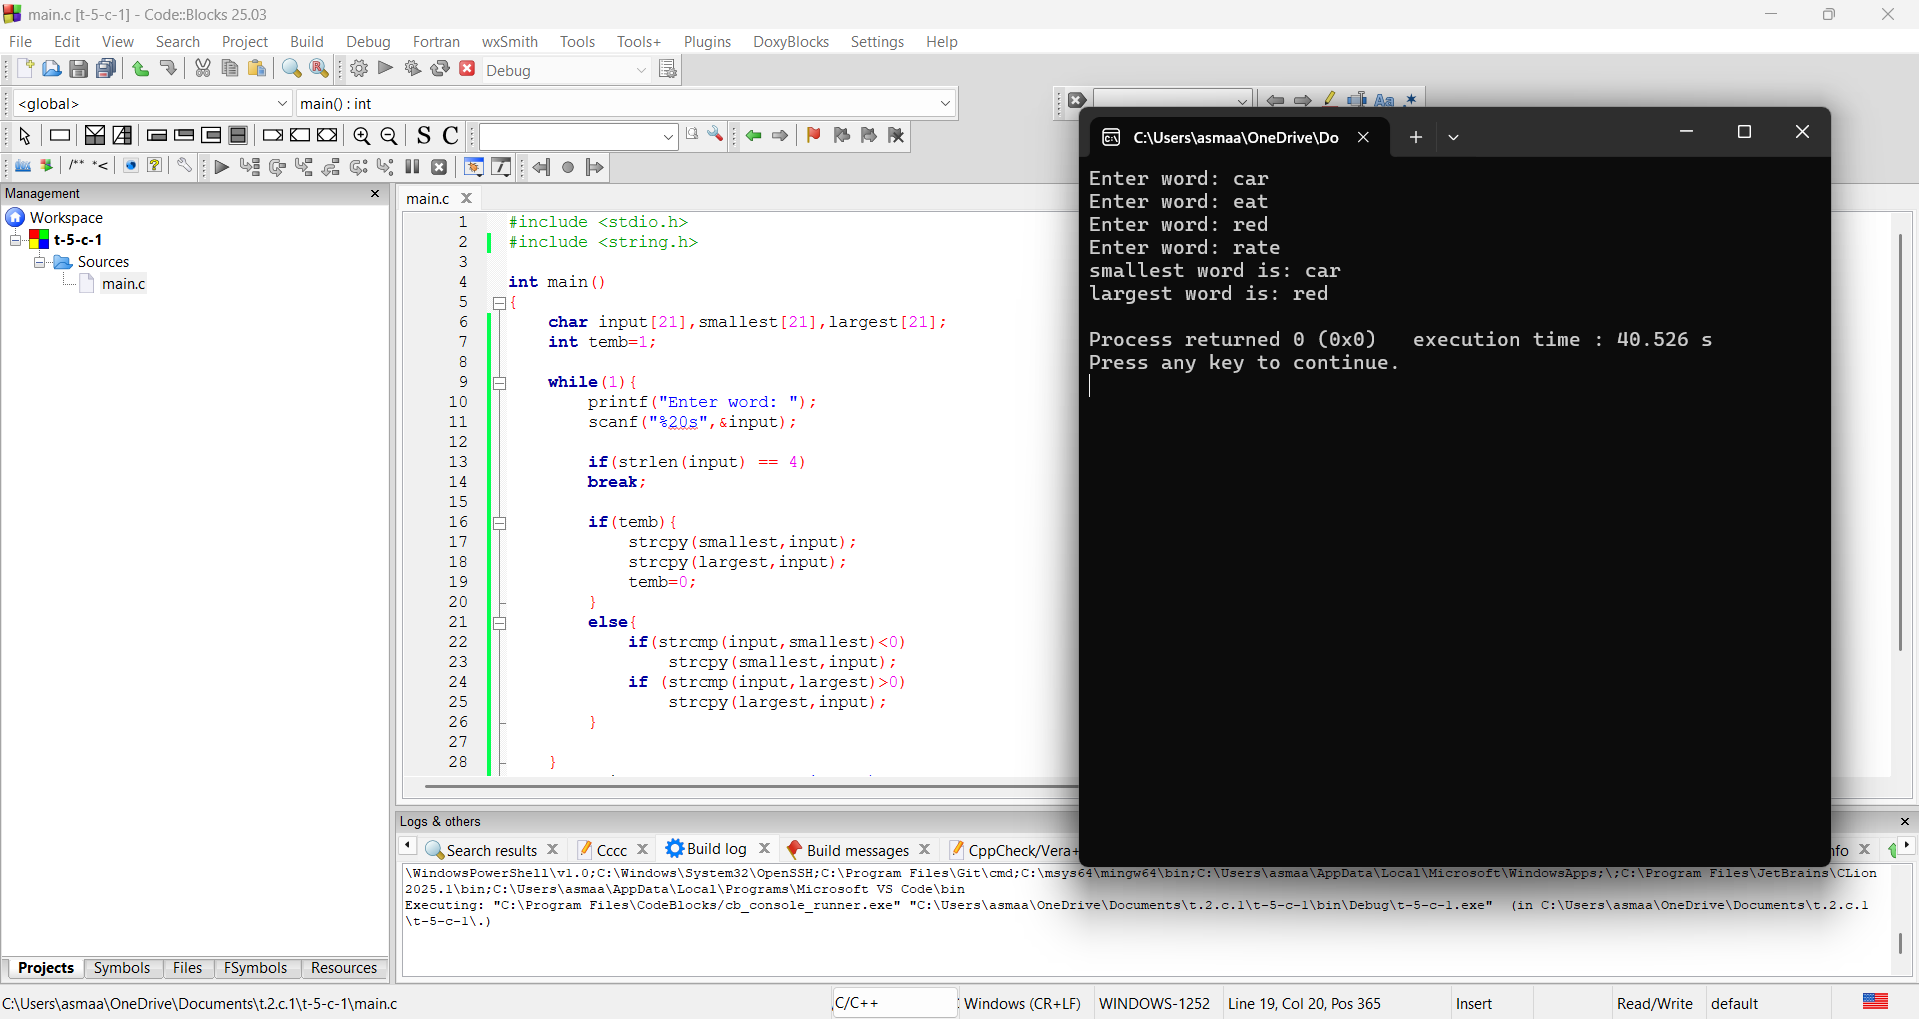 main.c [t-5-c-1] - Code::Blocks 25.03
File Edit View Search Project Build Debug Fortran wxSmith Tools Tools+ Plugins DoxyBlocks Settings Help
Debug
<global> main() : int
S C
/** *<
Management
Workspace
t-5-c-1
Sources
main.c
main.c
1 #include <stdio.h>
2 #include <string.h>
3
4 int main()
5 {
6 char input[21],smallest[21],largest[21];
7 int temb=1;
8
9 while(1){
10 printf("Enter word: ");
11 scanf("%20s",&input);
12
13 if(strlen(input) == 4)
14 break;
15
16 if(temb){
17 strcpy(smallest,input);
18 strcpy(largest,input);
19 temb=0;
20 }
21 else{
22 if(strcmp(input,smallest)<0)
23 strcpy(smallest,input);
24 if (strcmp(input,largest)>0)
25 strcpy(largest,input);
26 }
27
28 }
C:\Users\asmaa\OneDrive\Do
Enter word: car
Enter word: eat
Enter word: red
Enter word: rate
smallest word is: car
largest word is: red
Process returned 0 (0x0) execution time : 40.526 s
Press any key to continue.
Logs & others
Search results Cccc Build log Build messages CppCheck/Vera+
\WindowsPowerShell\v1.0;C:\Windows\System32\OpenSSH;C:\Program Files\Git\cmd;C:\msys64\mingw64\bin;C:\Users\asmaa\AppData\Local\Microsoft\WindowsApps;\;C:\Program Files\JetBrains\CLion
2025.1\bin;C:\Users\asmaa\AppData\Local\Programs\Microsoft VS Code\bin
Executing: "C:\Program Files\CodeBlocks/cb_console_runner.exe" "C:\Users\asmaa\OneDrive\Documents\t.2.c.1\t-5-c-1\bin\Debug\t-5-c-1.exe" (in C:\Users\asmaa\OneDrive\Documents\t.2.c.1
\t-5-c-1\.)
Projects Symbols Files FSymbols Resources
C:\Users\asmaa\OneDrive\Documents\t.2.c.1\t-5-c-1\main.c C/C++ Windows (CR+LF) WINDOWS-1252 Line 19, Col 20, Pos 365 Insert Read/Write default